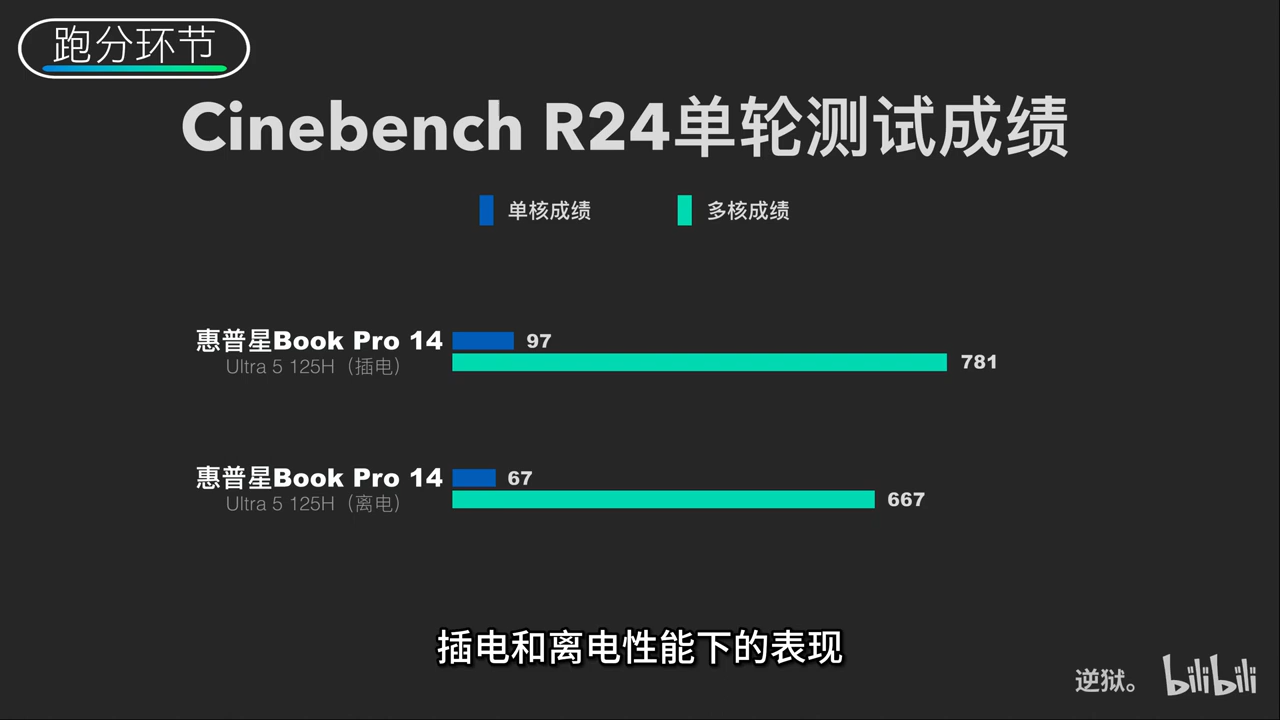 跑分环节
Cinebench R24单轮测试成绩
单核成绩 多核成绩
惠普星Book Pro 14 97
Ultra 5 125H（插电） 781
惠普星Book Pro 14 67
Ultra 5 125H（离电） 667
插电和离电性能下的表现
逆狱。 bilibili